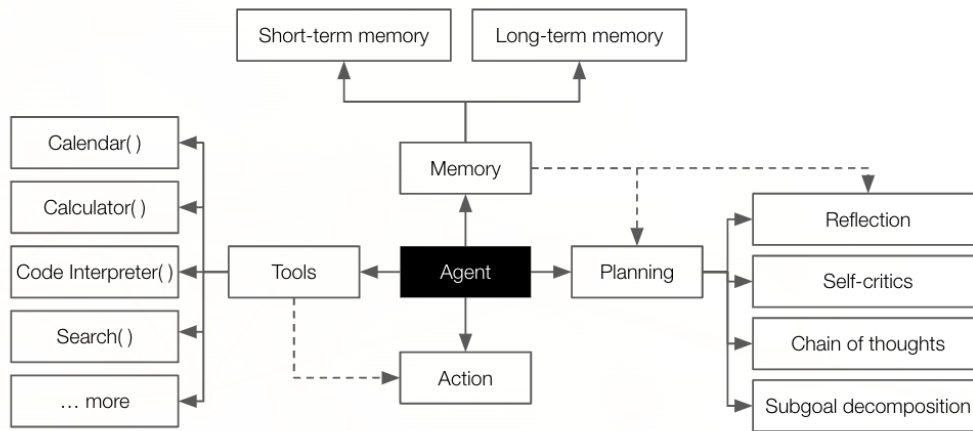 Short-term memory
Long-term memory
Calendar( )
Memory
Calculator( )
Reflection
Code Interpreter( )
Tools
Agent
Planning
Self-critics
Search( )
Chain of thoughts
Action
... more
Subgoal decomposition